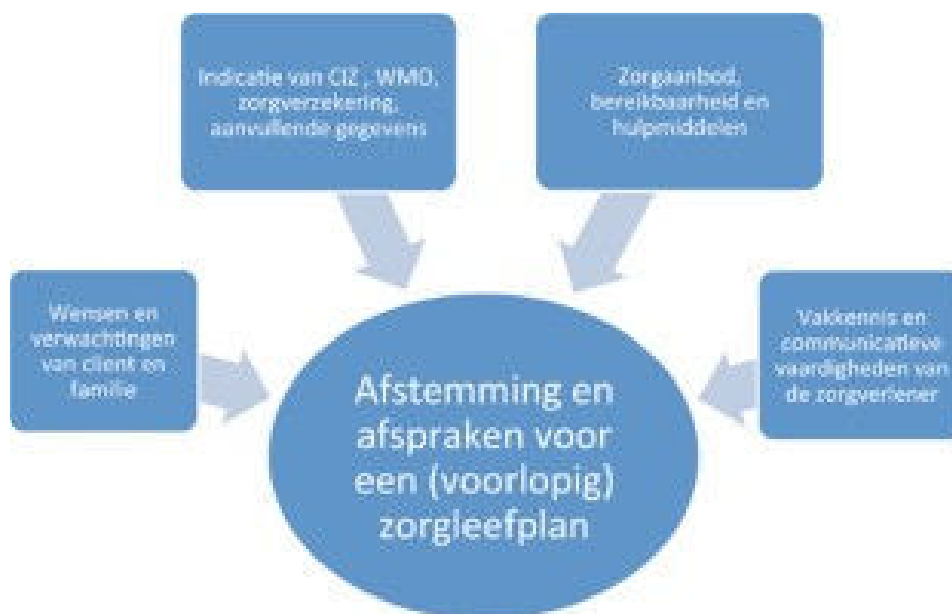 Indicatie van CIZ , WMO,
zorgverzekering,
aanvullende gegevens
Zorgaanbod,
bereikbaarheid en
hulpmiddelen
Wensen en
verwachtingen
van client en
familie
Vakkennis en
communicatieve
vaardigheden van
de zorgverlener
Afstemming en
afspraken voor
een (voorlopig)
zorgleefplan